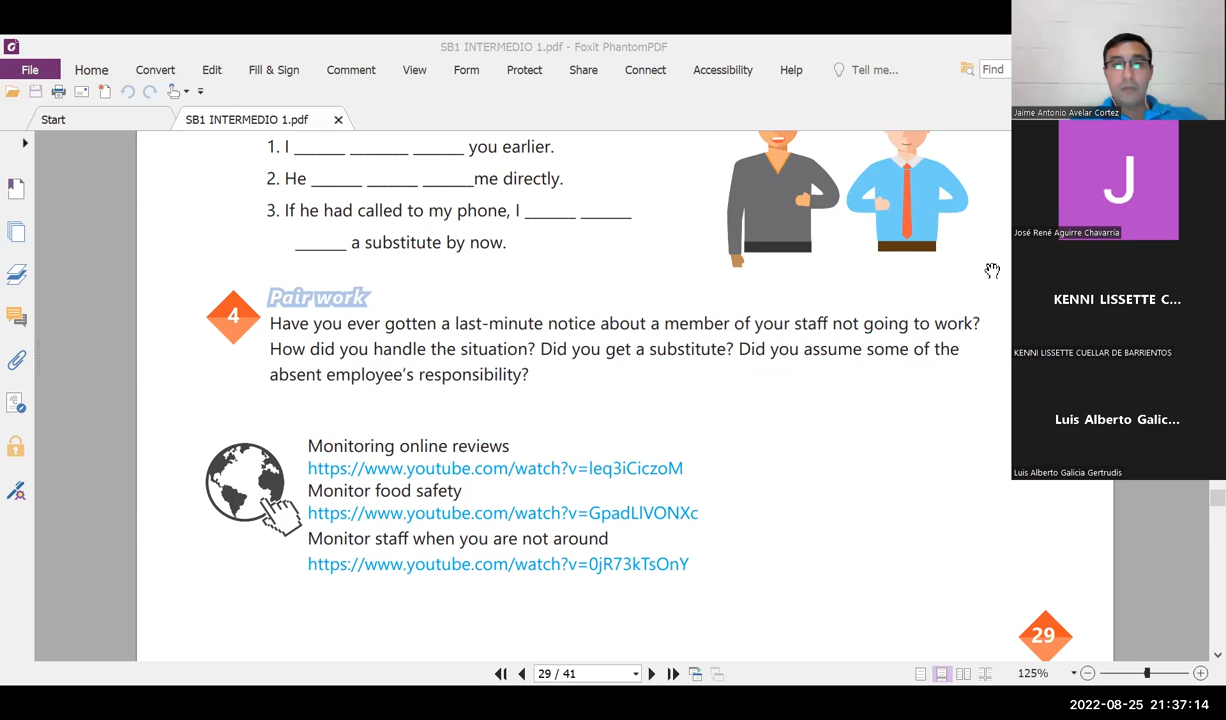 SB1 INTERMEDIO 1.pdf - Foxit PhantomPDF
File Home Convert Edit Fill & Sign Comment View Form Protect Share Connect Accessibility Help Tell me... Find
Start SB1 INTERMEDIO 1.pdf
1. I ______ _______ ______ you earlier.
2. He ______ ______ ______me directly.
3. If he had called to my phone, I ______ ______
______ a substitute by now.
4 Pair work
Have you ever gotten a last-minute notice about a member of your staff not going to work?
How did you handle the situation? Did you get a substitute? Did you assume some of the
absent employee's responsibility?
Monitoring online reviews
https://www.youtube.com/watch?v=leq3iCiczoM
Monitor food safety
https://www.youtube.com/watch?v=GpadLlVONXc
Monitor staff when you are not around
https://www.youtube.com/watch?v=0jR73kTsOnY
29
29 / 41
125%
Jaime Antonio Avelar Cortez
J
José René Aguirre Chavarría
KENNI LISSETTE C...
KENNI LISSETTE CUELLAR DE BARRIENTOS
Luis Alberto Galic...
Luis Alberto Galicia Gertrudis
2022-08-25 21:37:14